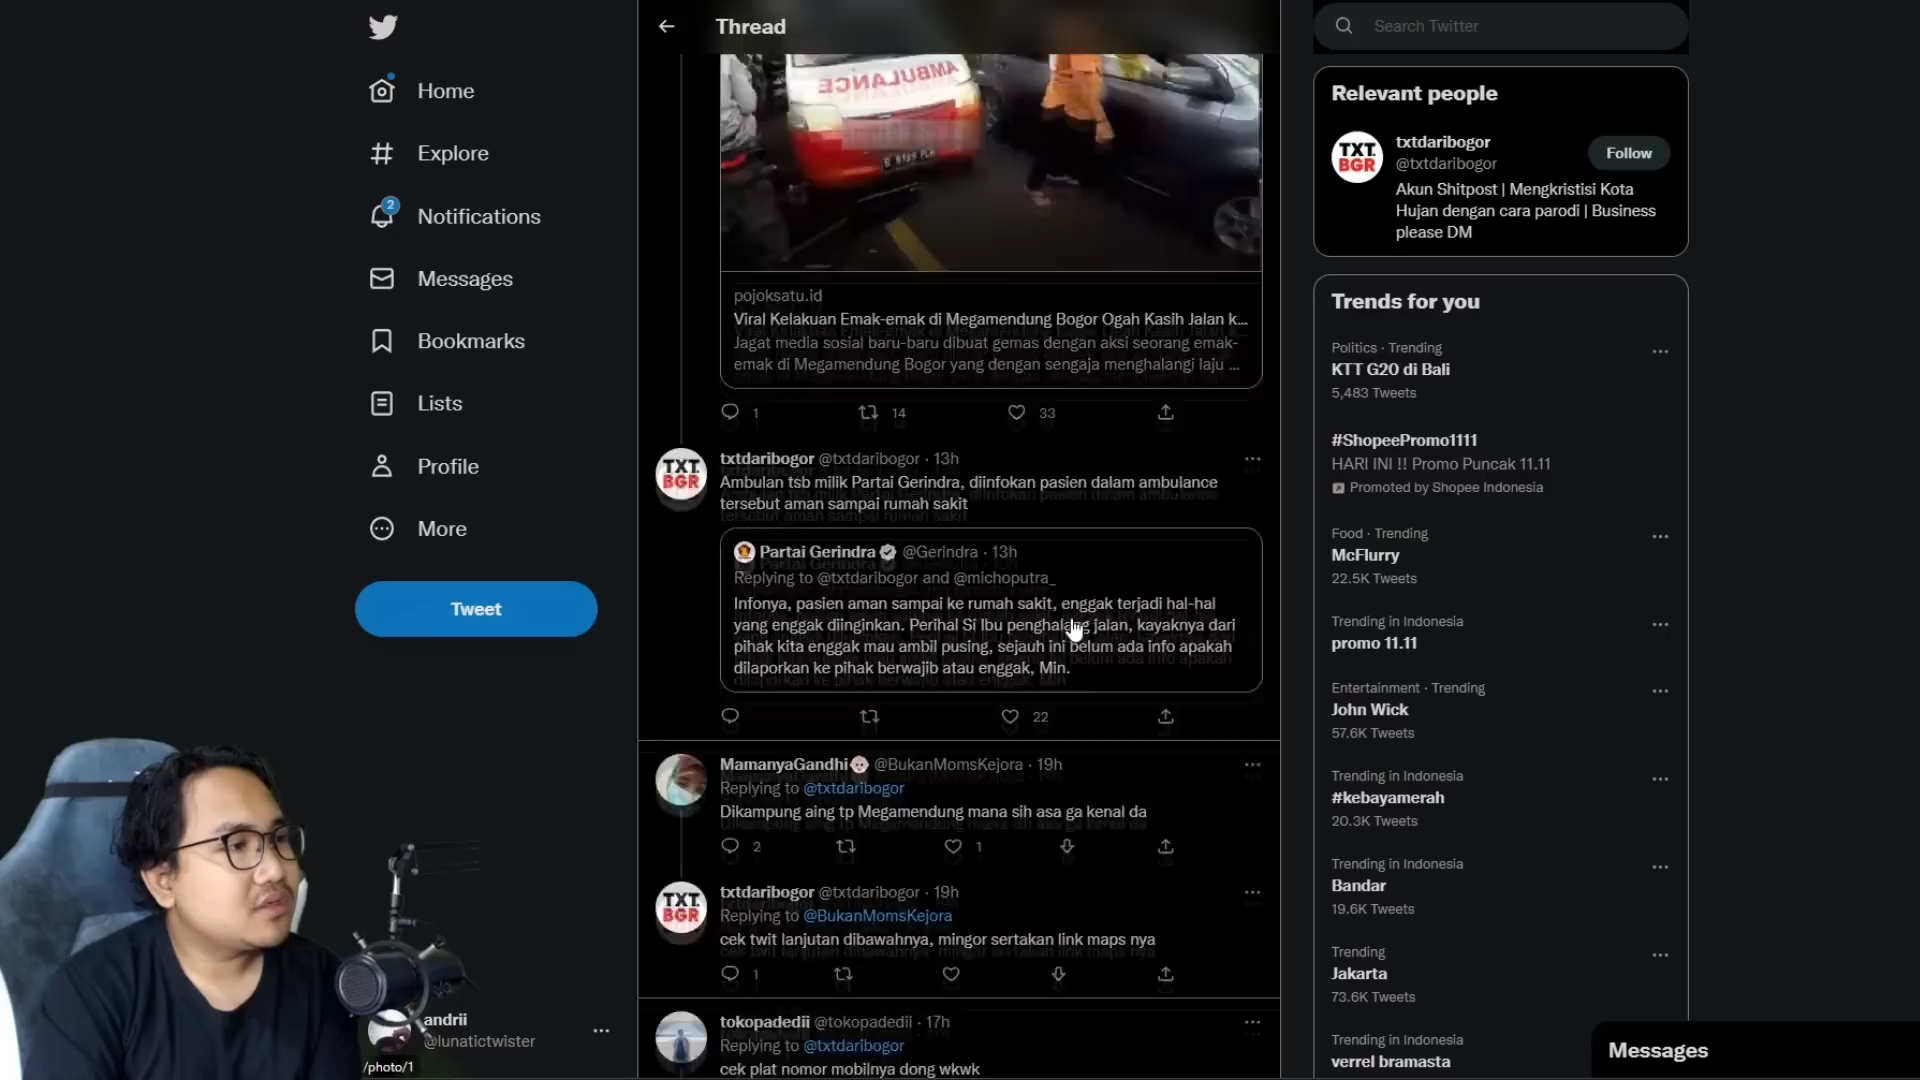 Home
Explore
2
Notifications
Messages
Bookmarks
Lists
Profile
More
Tweet
andrii
@lunatictwister
/photo/1
Thread
AMBULANCE
pojoksatu.id
Viral Kelakuan Emak-emak di Megamendung Bogor Ogah Kasih Jalan k...
Jagat media sosial baru-baru dibuat gemas dengan aksi seorang emak-
emak di Megamendung Bogor yang dengan sengaja menghalangi laju ...
1 14 33
TXT.
BGR
txtdaribogor @txtdaribogor · 13h
Ambulan tsb milik Partai Gerindra, diinfokan pasien dalam ambulance
tersebut aman sampai rumah sakit
Partai Gerindra @Gerindra · 13h
Replying to @txtdaribogor and @michoputra_
Infonya, pasien aman sampai ke rumah sakit, enggak terjadi hal-hal
yang enggak diinginkan. Perihal Si Ibu penghalang jalan, kayaknya dari
pihak kita enggak mau ambil pusing, sejauh ini belum ada info apakah
dilaporkan ke pihak berwajib atau enggak, Min.
22
MamanyaGandhi @BukanMomsKejora · 19h
Replying to @txtdaribogor
Dikampung aing tp Megamendung mana sih asa ga kenal da
2 1
TXT.
BGR
txtdaribogor @txtdaribogor · 19h
Replying to @BukanMomsKejora
cek twit lanjutan dibawahnya, mingor sertakan link maps nya
1
tokopadedii @tokopadedii · 17h
Replying to @txtdaribogor
cek plat nomor mobilnya dong wkwk
Search Twitter
Relevant people
TXT.
BGR
txtdaribogor
@txtdaribogor
Follow
Akun Shitpost | Mengkristisi Kota
Hujan dengan cara parodi | Business
please DM
Trends for you
Politics · Trending
KTT G20 di Bali
5,483 Tweets
#ShopeePromo1111
HARI INI !! Promo Puncak 11.11
Promoted by Shopee Indonesia
Food · Trending
McFlurry
22.5K Tweets
Trending in Indonesia
promo 11.11
Entertainment · Trending
John Wick
57.6K Tweets
Trending in Indonesia
#kebayamerah
20.3K Tweets
Trending in Indonesia
Bandar
19.6K Tweets
Trending
Jakarta
73.6K Tweets
Trending in Indonesia
verrel bramasta
Messages